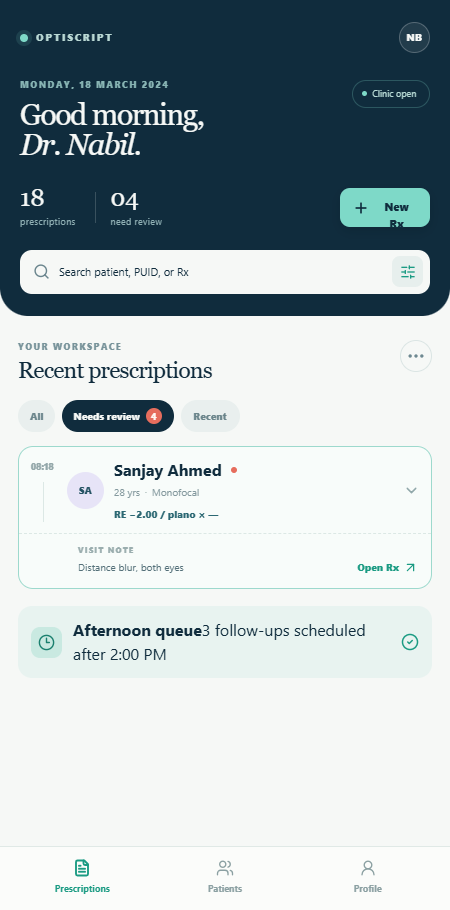 OPTISCRIPT
NB
MONDAY, 18 MARCH 2024
Clinic open
Good morning,
Dr. Nabil.
18
prescriptions
04
need review
+ New
Rx
Search patient, PUID, or Rx
YOUR WORKSPACE
Recent prescriptions
All
Needs review 4
Recent
08:18
SA
Sanjay Ahmed
28 yrs · Monofocal
RE −2.00 / plano × —
VISIT NOTE
Distance blur, both eyes
Open Rx
Afternoon queue3 follow-ups scheduled
after 2:00 PM
Prescriptions
Patients
Profile